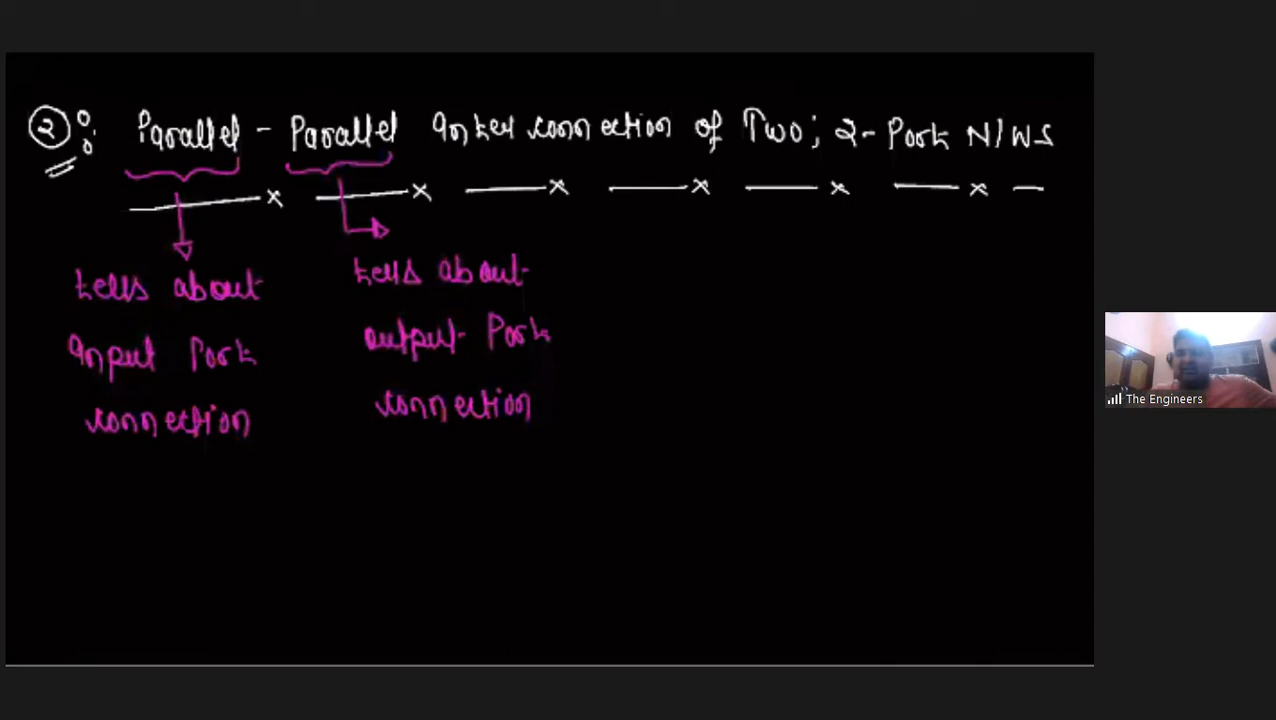 2: Parallel - Parallel Interconnection of Two; 2-Port N/WS
tells about
Input Port
connection
tells about
output Port
connection
The Engineers